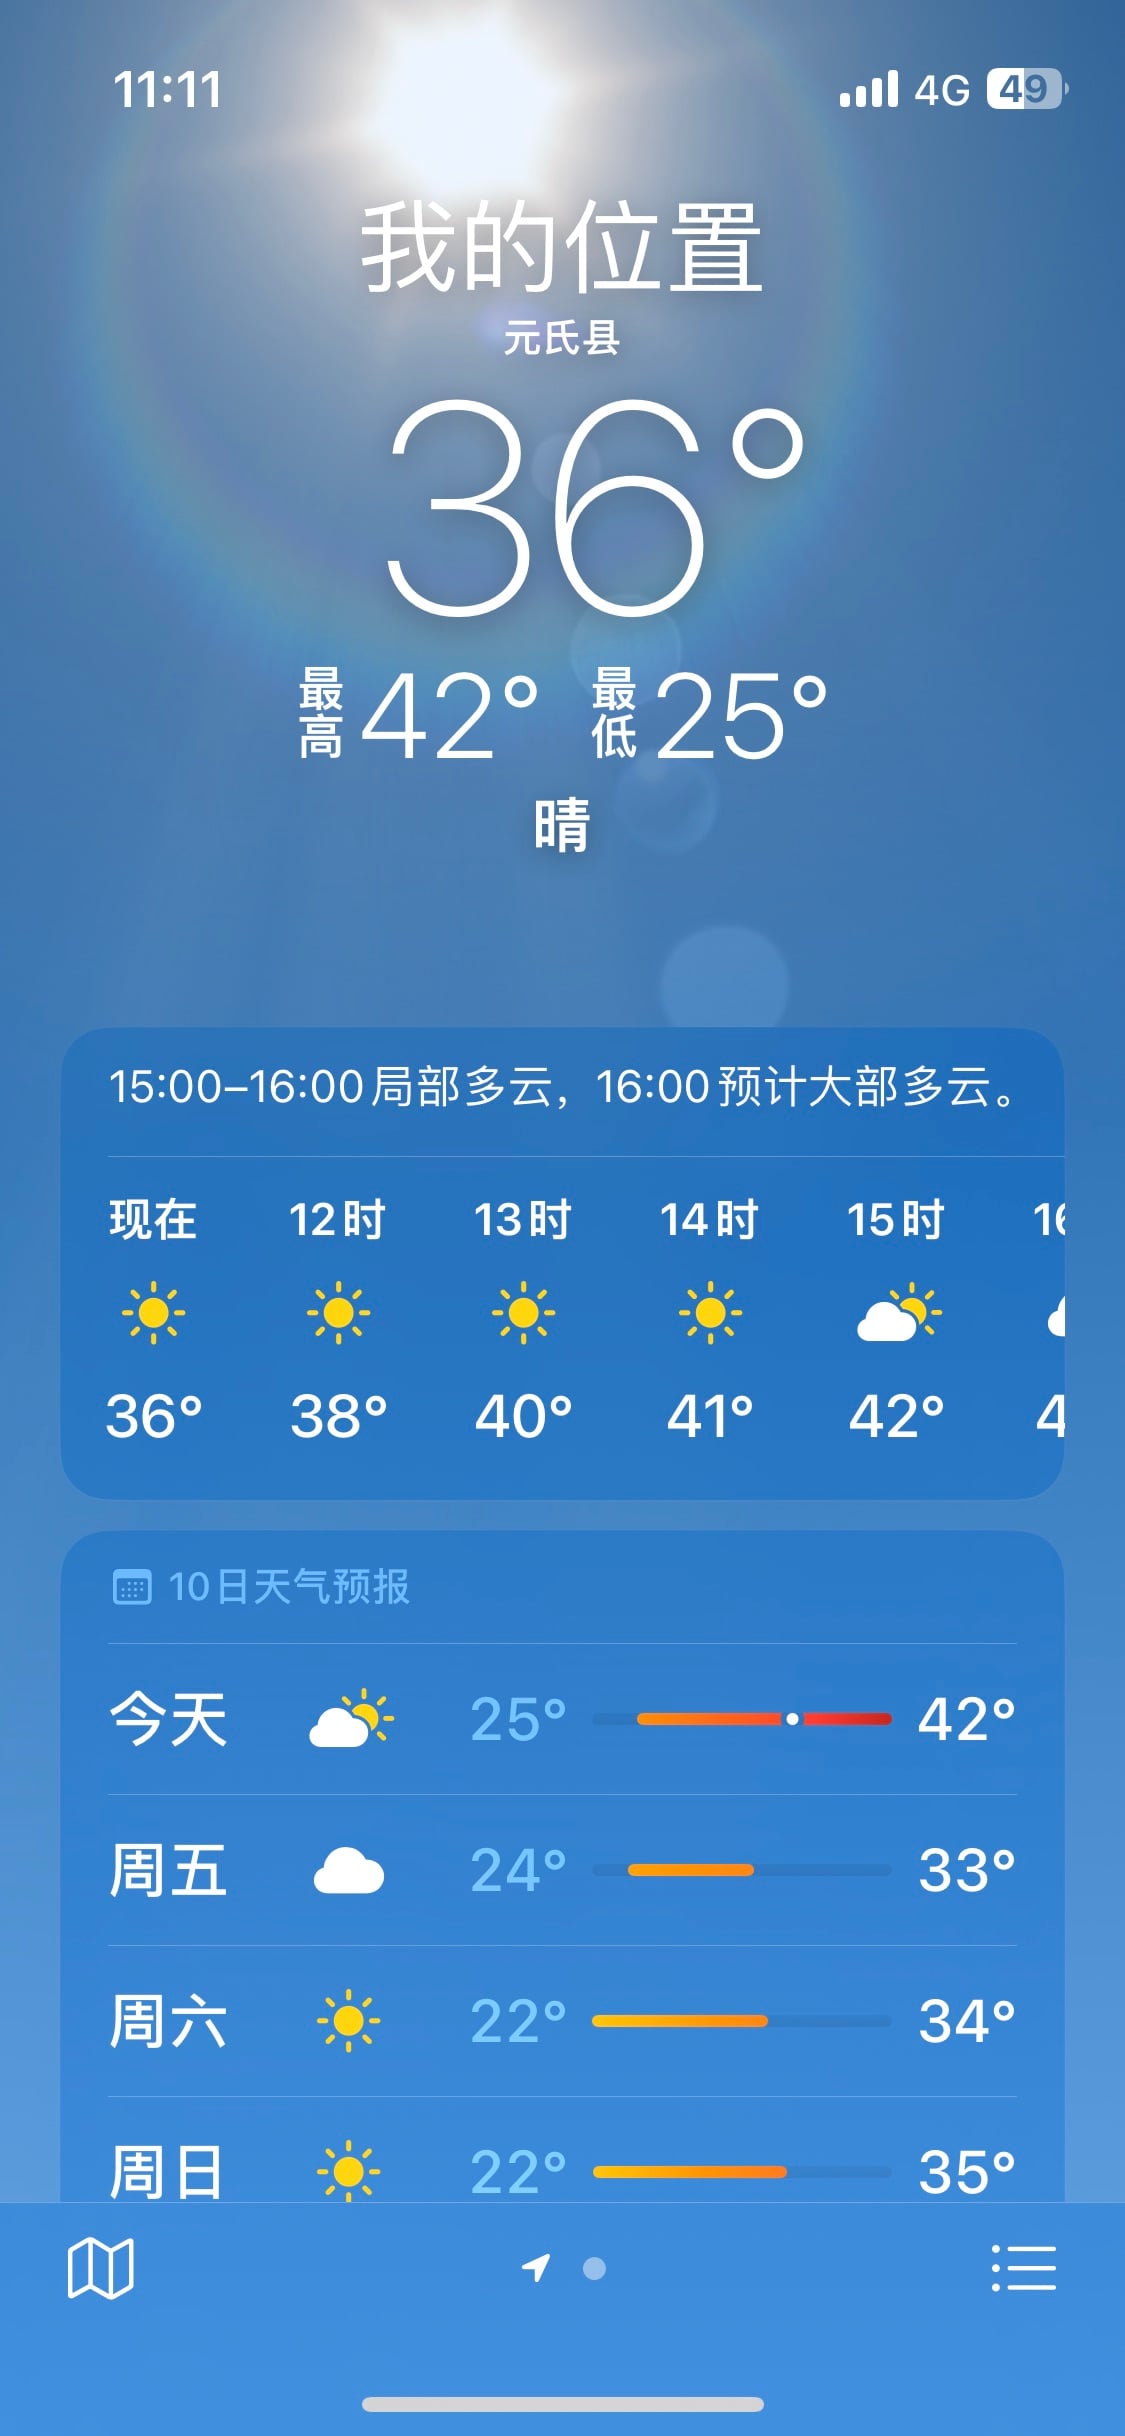 11:11 4G 49
我的位置
元氏县
36°
最高42° 最低25°
晴
15:00–16:00局部多云，16:00预计大部多云。
现在 12时 13时 14时 15时
36° 38° 40° 41° 42°
10日天气预报
今天 25° 42°
周五 24° 33°
周六 22° 34°
周日 22° 35°